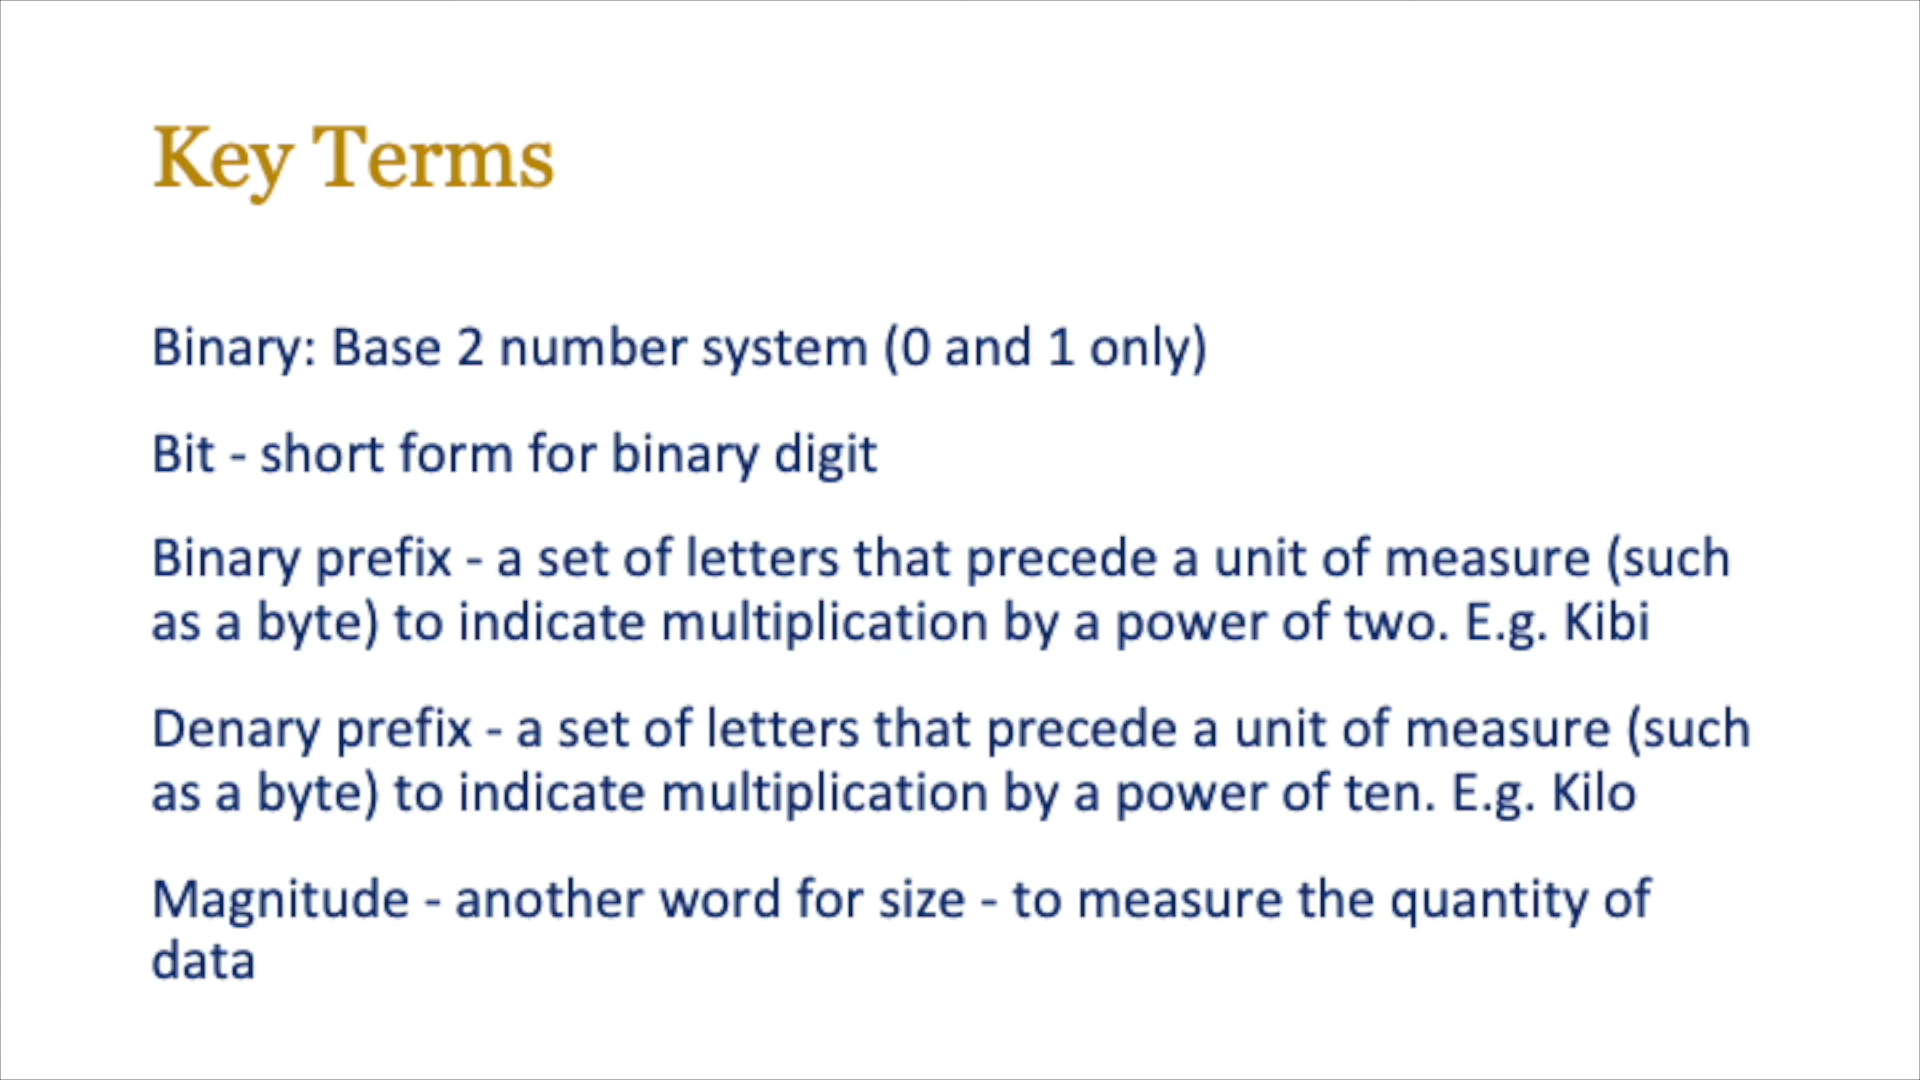 Key Terms
Binary: Base 2 number system (0 and 1 only)
Bit - short form for binary digit
Binary prefix - a set of letters that precede a unit of measure (such
as a byte) to indicate multiplication by a power of two. E.g. Kibi
Denary prefix - a set of letters that precede a unit of measure (such
as a byte) to indicate multiplication by a power of ten. E.g. Kilo
Magnitude - another word for size - to measure the quantity of
data